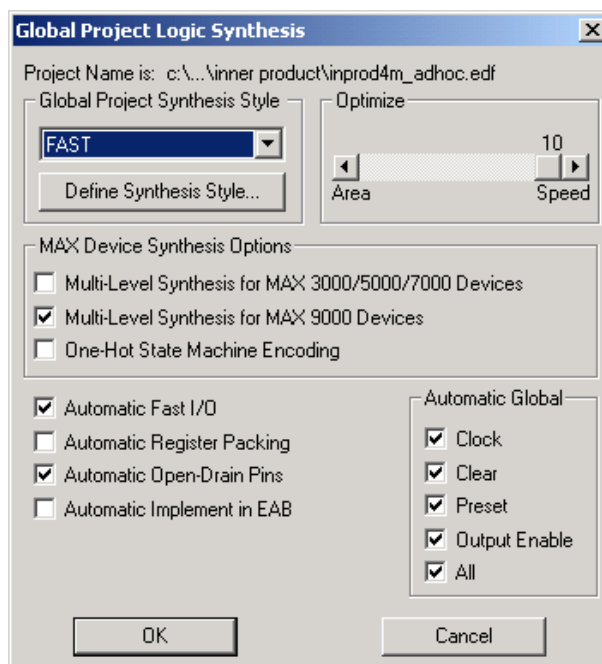 Global Project Logic Synthesis
Project Name is: c:\...\inner product\inprod4m_adhoc.edf
Global Project Synthesis Style
FAST
Define Synthesis Style...
Optimize
10
Area
Speed
MAX Device Synthesis Options
Multi-Level Synthesis for MAX 3000/5000/7000 Devices
Multi-Level Synthesis for MAX 9000 Devices
One-Hot State Machine Encoding
Automatic Fast I/O
Automatic Register Packing
Automatic Open-Drain Pins
Automatic Implement in EAB
Automatic Global
Clock
Clear
Preset
Output Enable
All
OK
Cancel